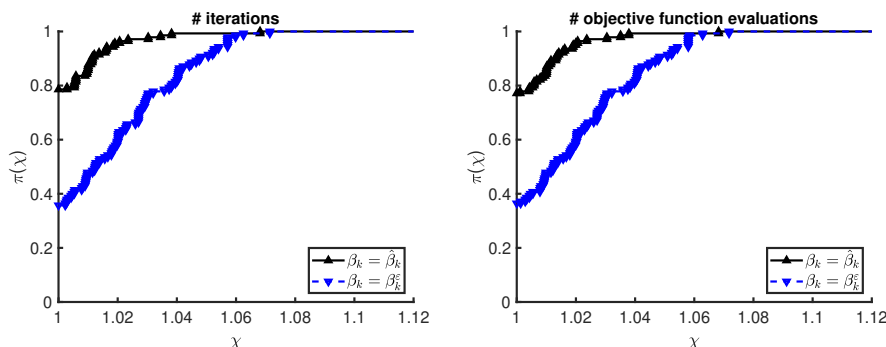 # iterations
1
0.8
0.6
0.4
0.2
0
π(χ)
1
1.02
1.04
1.06
1.08
1.1
1.12
χ
β_k = β̂_k
β_k = β_k^ε
# objective function evaluations
1
0.8
0.6
0.4
0.2
0
π(χ)
1
1.02
1.04
1.06
1.08
1.1
1.12
χ
β_k = β̂_k
β_k = β_k^ε